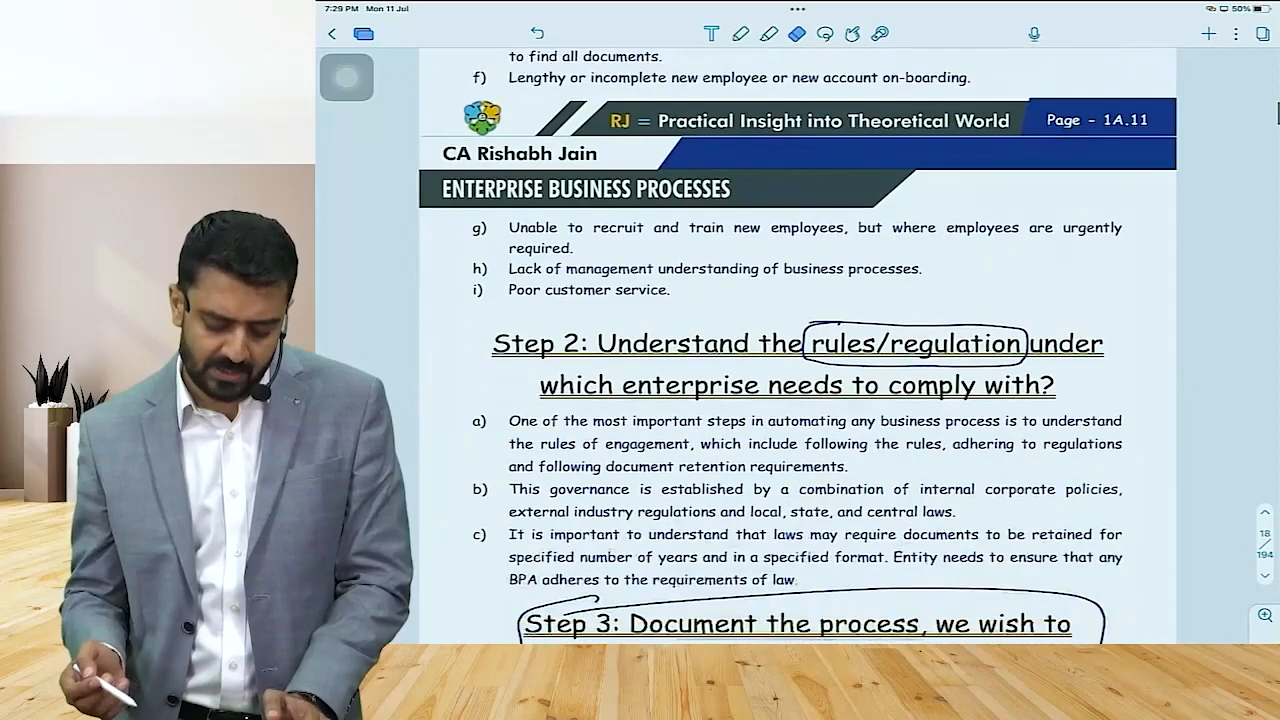 7:29 PM Mon 11 Jul
50%
to find all documents.
f) Lengthy or incomplete new employee or new account on-boarding.
RJ = Practical Insight into Theoretical World Page - 1A.11
CA Rishabh Jain
ENTERPRISE BUSINESS PROCESSES
g) Unable to recruit and train new employees, but where employees are urgently
required.
h) Lack of management understanding of business processes.
i) Poor customer service.
Step 2: Understand the rules/regulation under
which enterprise needs to comply with?
a) One of the most important steps in automating any business process is to understand
the rules of engagement, which include following the rules, adhering to regulations
and following document retention requirements.
b) This governance is established by a combination of internal corporate policies,
external industry regulations and local, state, and central laws.
c) It is important to understand that laws may require documents to be retained for
specified number of years and in a specified format. Entity needs to ensure that any
BPA adheres to the requirements of law.
18
194
Step 3: Document the process, we wish to